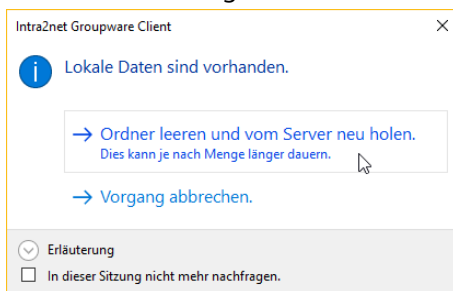 Intra2net Groupware Client
Lokale Daten sind vorhanden.
Ordner leeren und vom Server neu holen.
Dies kann je nach Menge länger dauern.
Vorgang abbrechen.
Erläuterung
In dieser Sitzung nicht mehr nachfragen.